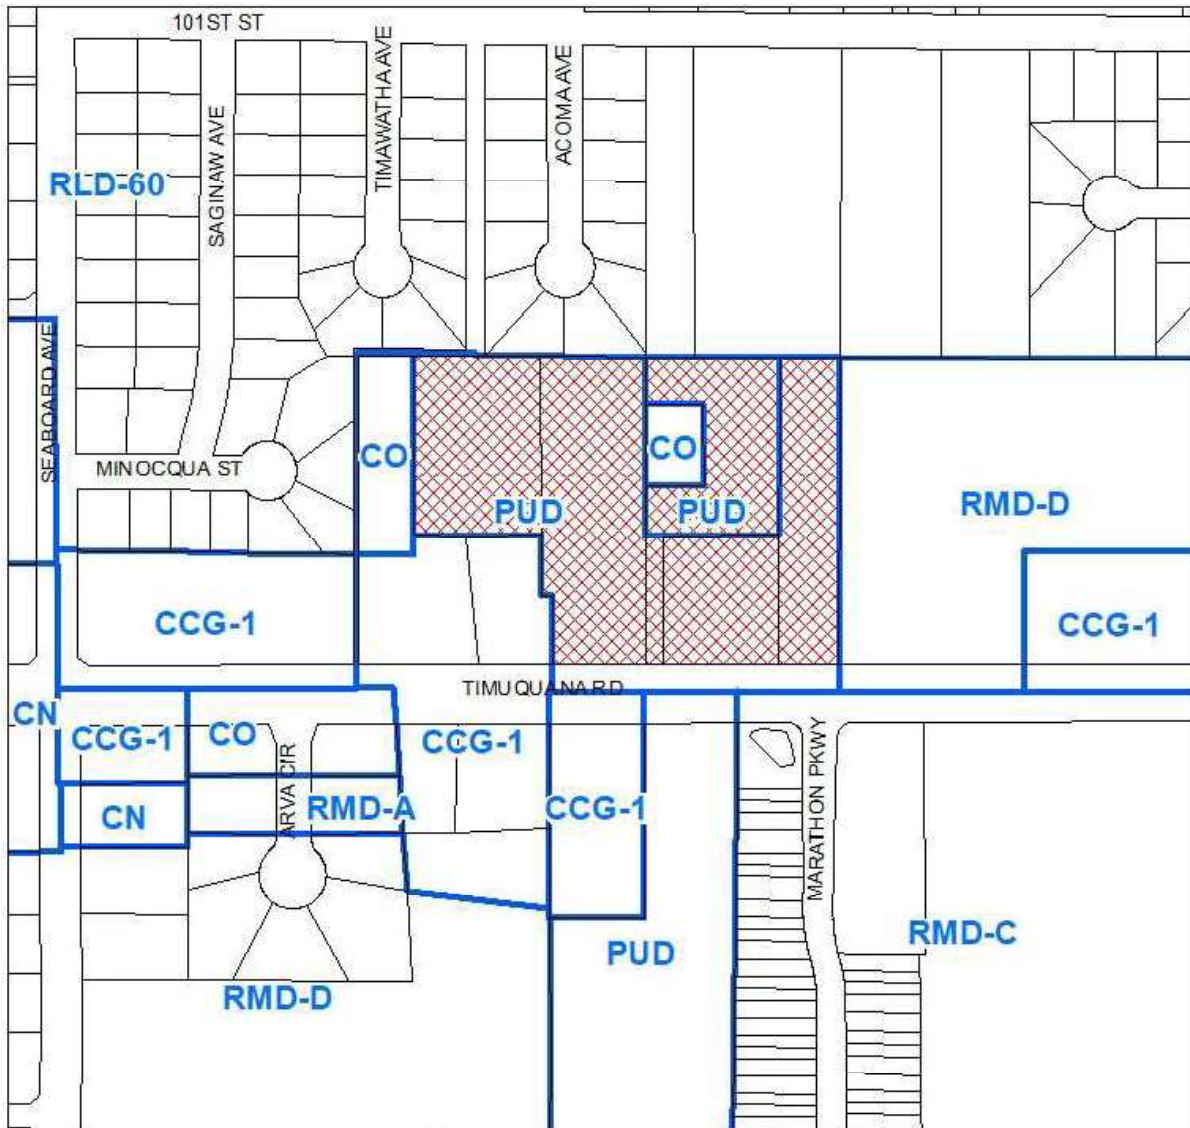 101ST ST
SAGINAW AVE
TIMAWATHA AVE
ACOMA AVE
RLD-60
SEABOARD AVE
MINOCQUA ST
CO
CO
PUD
PUD
RMD-D
CCG-1
CCG-1
TIMUQUANA RD
CN
CCG-1
CO
CCG-1
ARVA CIR
RMD-A
CCG-1
CN
MARATHON PKWY
RMD-C
PUD
RMD-D